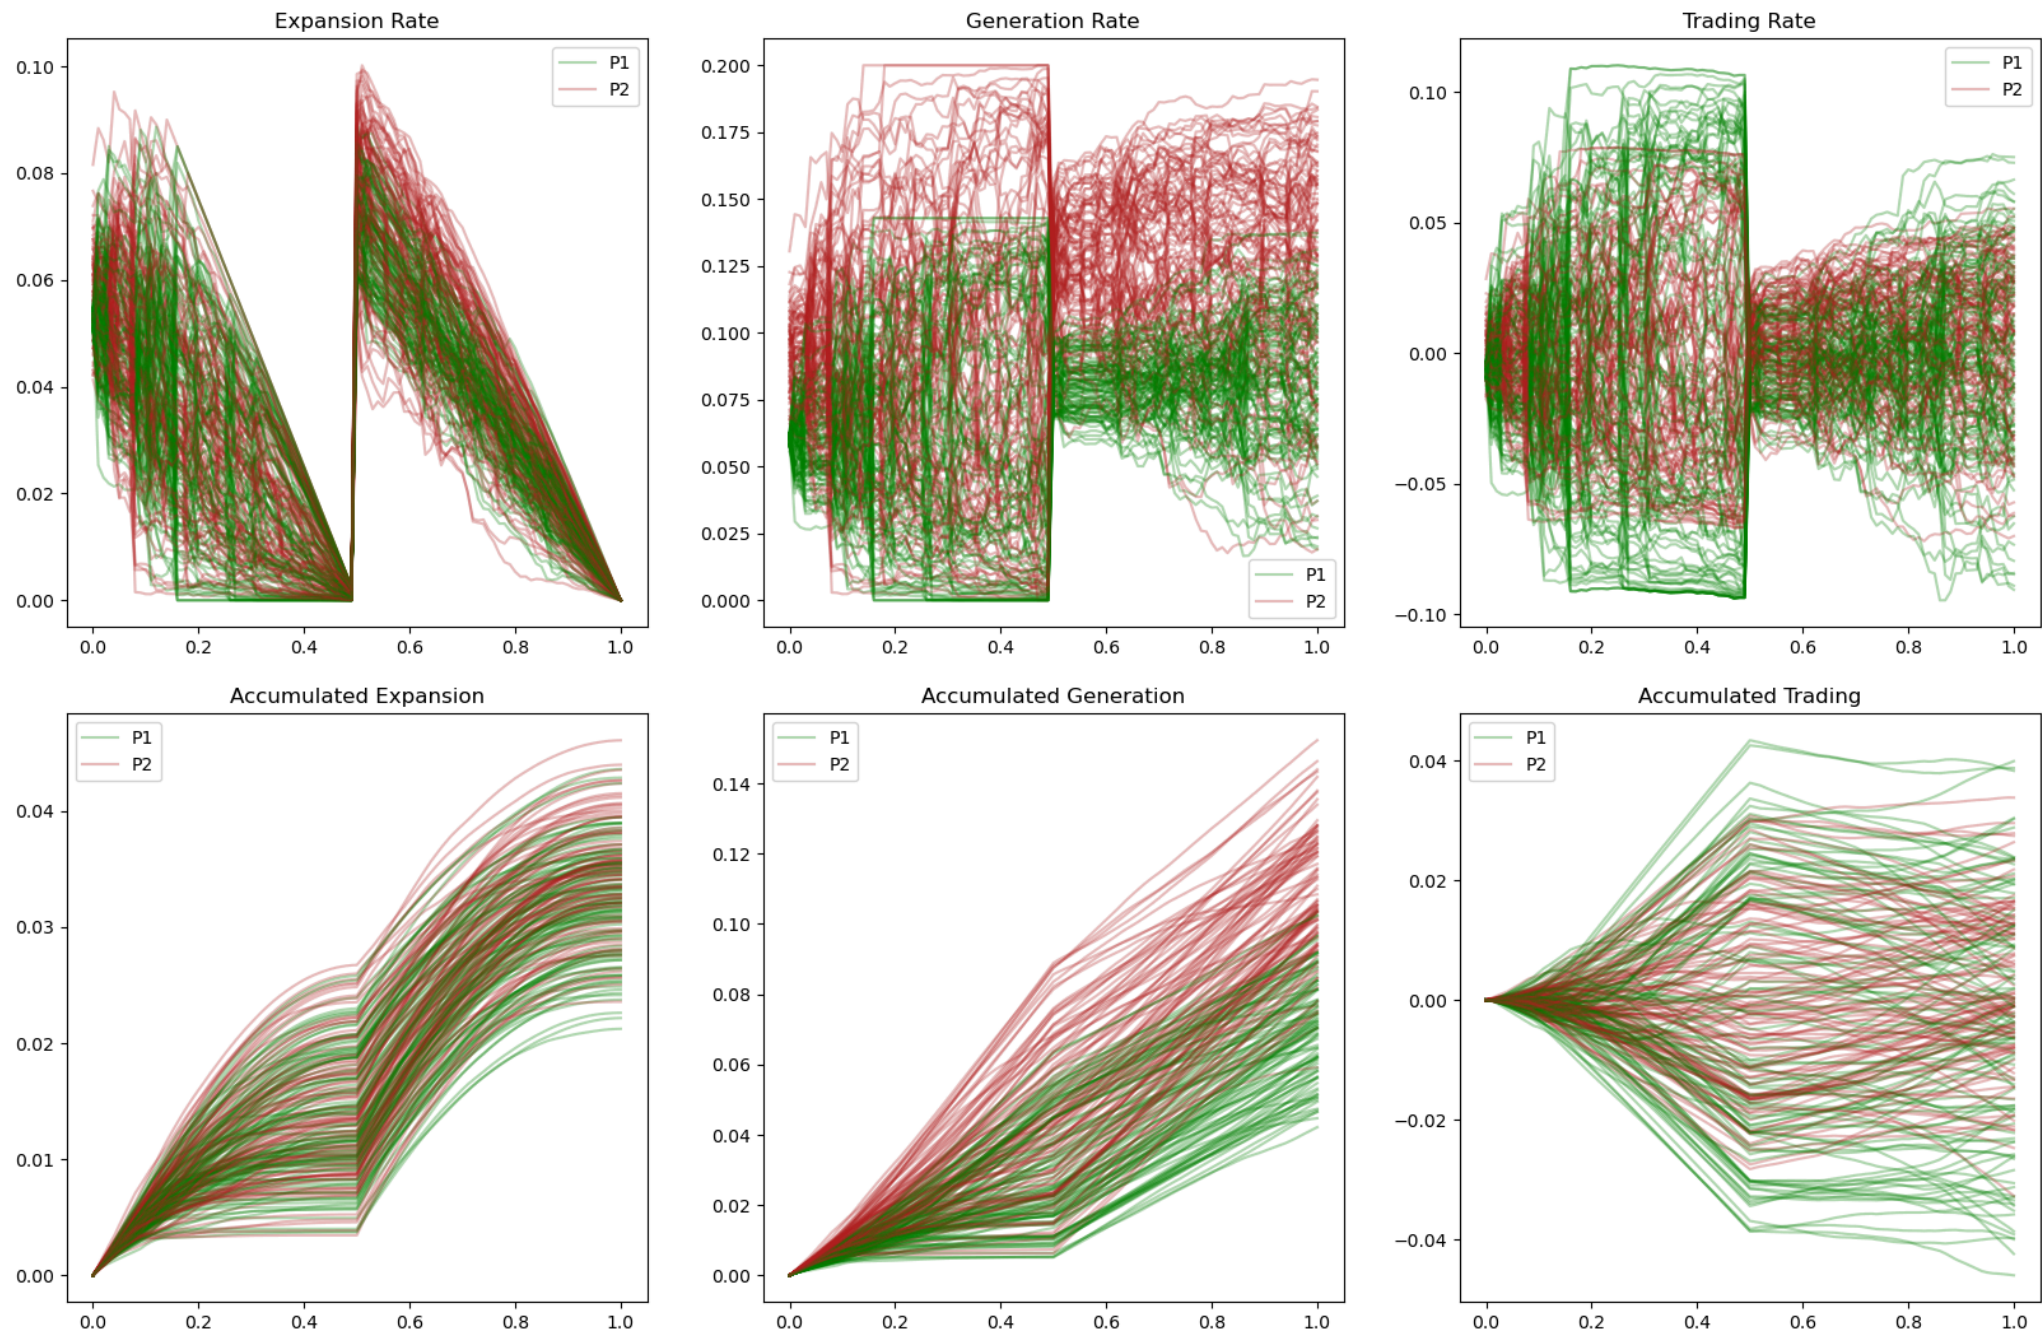 Expansion Rate
0.10
0.08
0.06
0.04
0.02
0.00
0.0 0.2 0.4 0.6 0.8 1.0
P1
P2
Generation Rate
0.200
0.175
0.150
0.125
0.100
0.075
0.050
0.025
0.000
0.0 0.2 0.4 0.6 0.8 1.0
P1
P2
Trading Rate
0.10
0.05
0.00
−0.05
−0.10
0.0 0.2 0.4 0.6 0.8 1.0
P1
P2
Accumulated Expansion
0.04
0.03
0.02
0.01
0.00
0.0 0.2 0.4 0.6 0.8 1.0
P1
P2
Accumulated Generation
0.14
0.12
0.10
0.08
0.06
0.04
0.02
0.00
0.0 0.2 0.4 0.6 0.8 1.0
P1
P2
Accumulated Trading
0.04
0.02
0.00
−0.02
−0.04
0.0 0.2 0.4 0.6 0.8 1.0
P1
P2